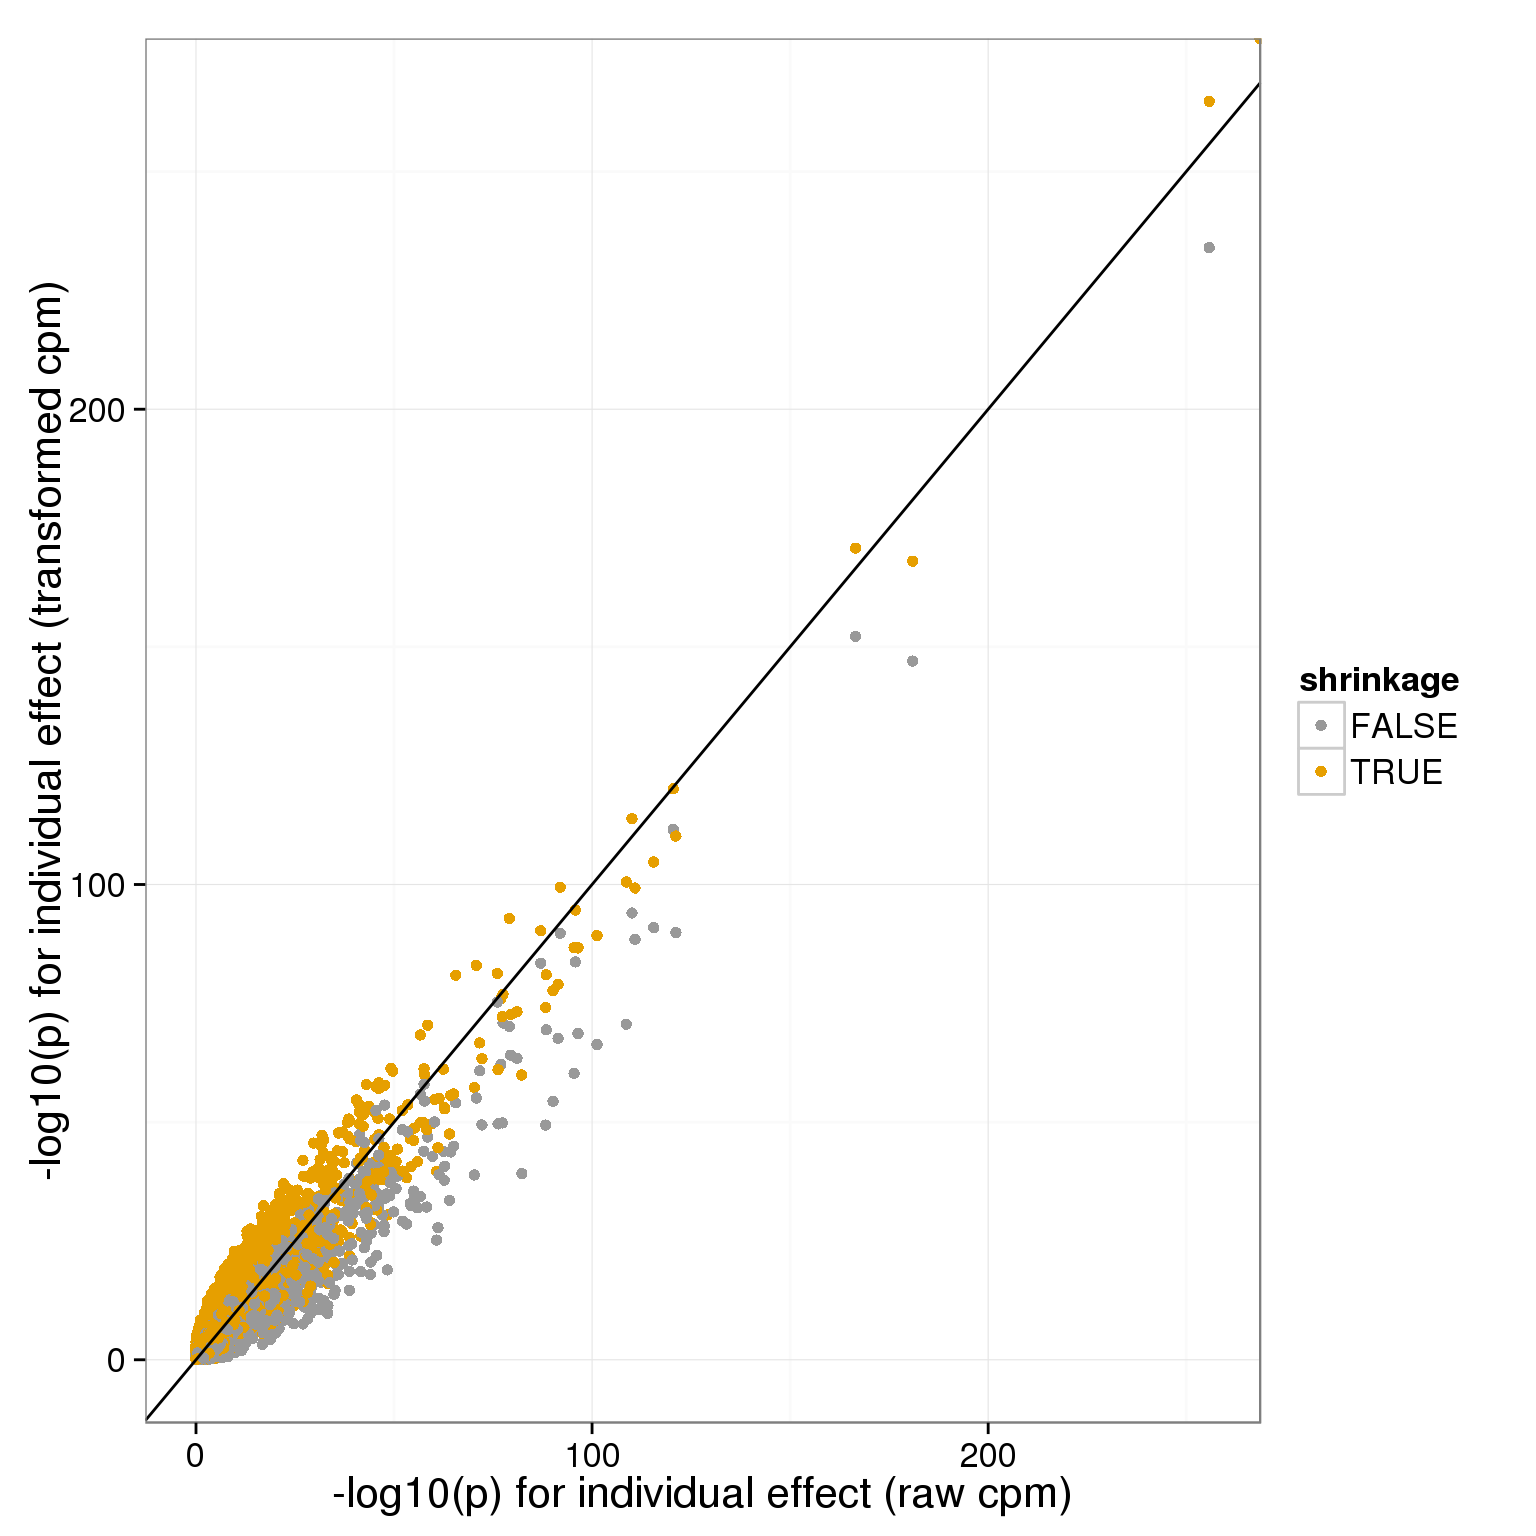 -log10(p) for individual effect (transformed cpm)
200
100
0
0
100
200
-log10(p) for individual effect (raw cpm)
shrinkage
FALSE
TRUE